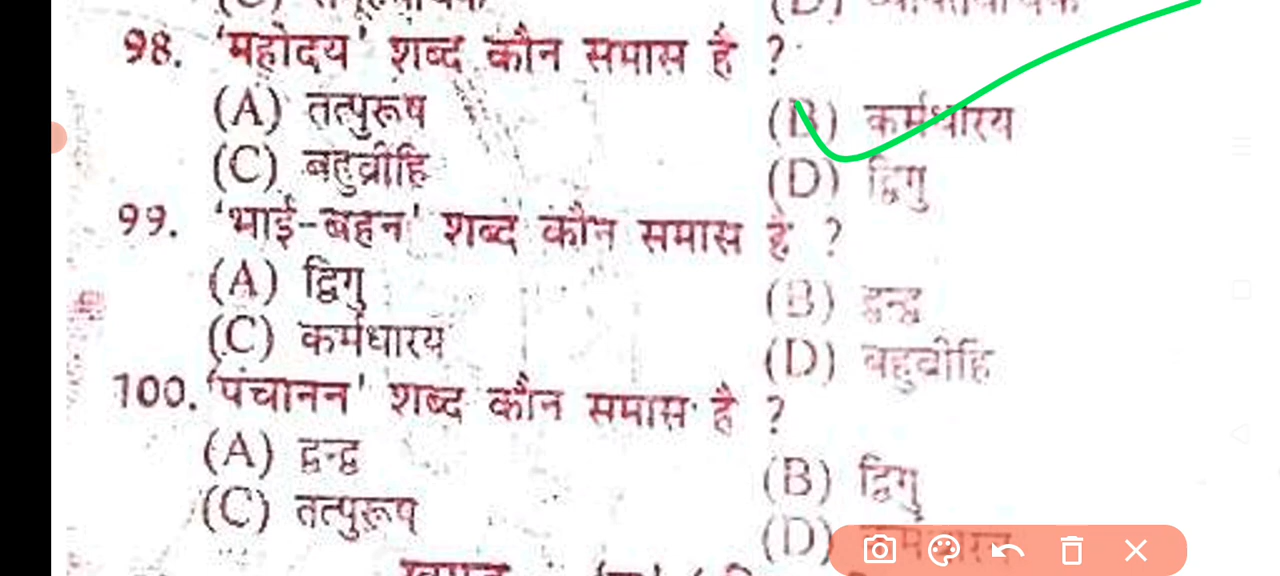 98. 'महोदय' शब्द कौन समास है ?
(A) तत्पुरूष (B) कर्मधारय
(C) बहुव्रीहि (D) द्विगु
99. 'भाई-बहन' शब्द कौन समास है ?
(A) द्विगु (B) द्वन्द्व
(C) कर्मधारय (D) बहुव्रीहि
100. 'पंचानन' शब्द कौन समास है ?
(A) द्वन्द्व (B) द्विगु
(C) तत्पुरूष (D)